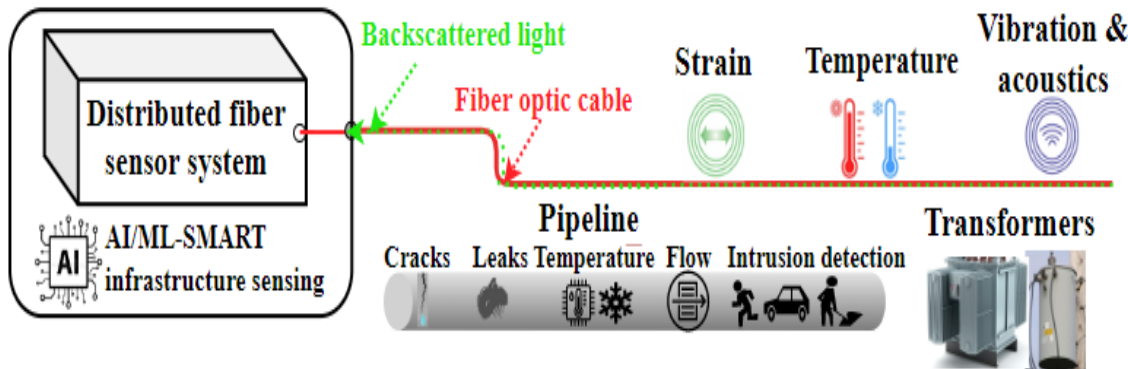 Backscattered light
Distributed fiber
sensor system
Fiber optic cable
Strain
Temperature
Vibration &
acoustics
AI
AI/ML-SMART
infrastructure sensing
Pipeline
Transformers
Cracks
Leaks
Temperature
Flow
Intrusion detection